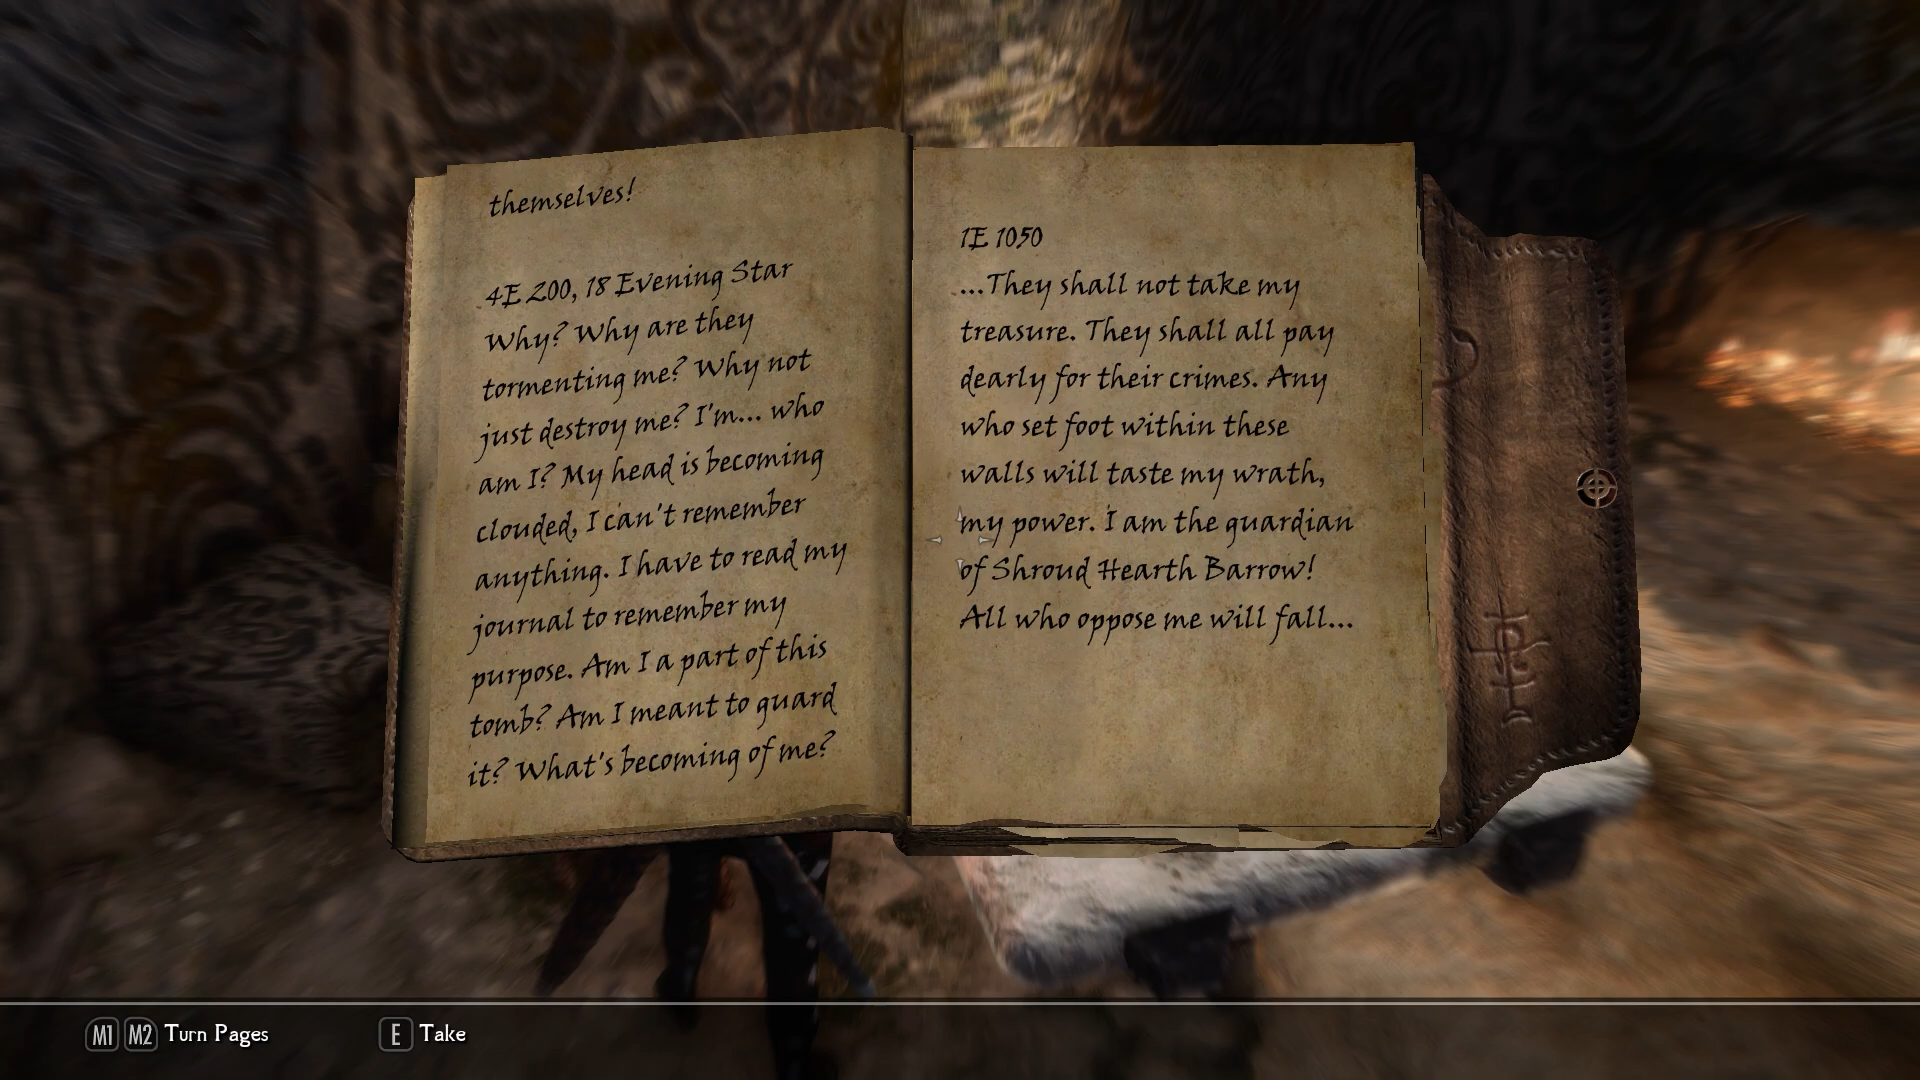 themselves!
4E 200, 18 Evening Star
Why? Why are they
tormenting me? Why not
just destroy me? I'm... who
am I? My head is becoming
clouded, I can't remember
anything. I have to read my
journal to remember my
purpose. Am I a part of this
tomb? Am I meant to guard
it? What's becoming of me?
1E 1050
...They shall not take my
treasure. They shall all pay
dearly for their crimes. Any
who set foot within these
walls will taste my wrath,
my power. I am the guardian
of Shroud Hearth Barrow!
All who oppose me will fall...
M1 M2 Turn Pages
E Take